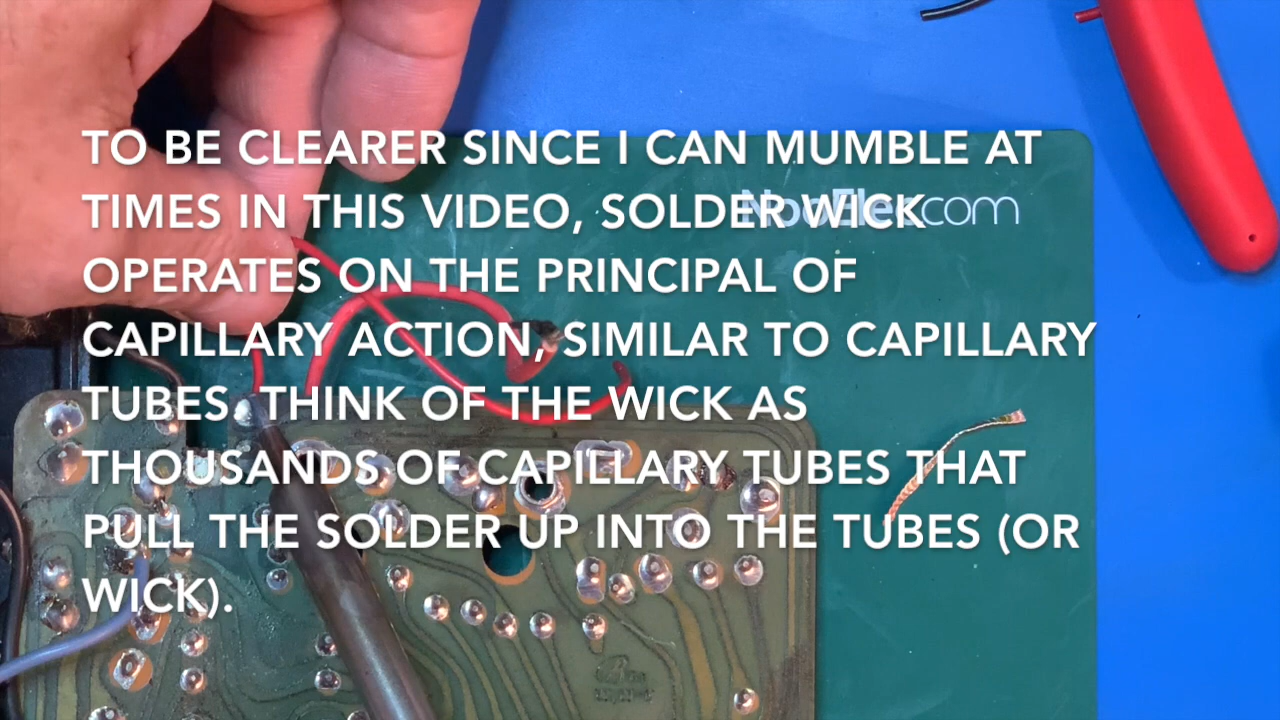 TO BE CLEARER SINCE I CAN MUMBLE AT
TIMES IN THIS VIDEO, SOLDER WICK
NooElec.com
OPERATES ON THE PRINCIPAL OF
CAPILLARY ACTION, SIMILAR TO CAPILLARY
TUBES. THINK OF THE WICK AS
THOUSANDS OF CAPILLARY TUBES THAT
PULL THE SOLDER UP INTO THE TUBES (OR
WICK).